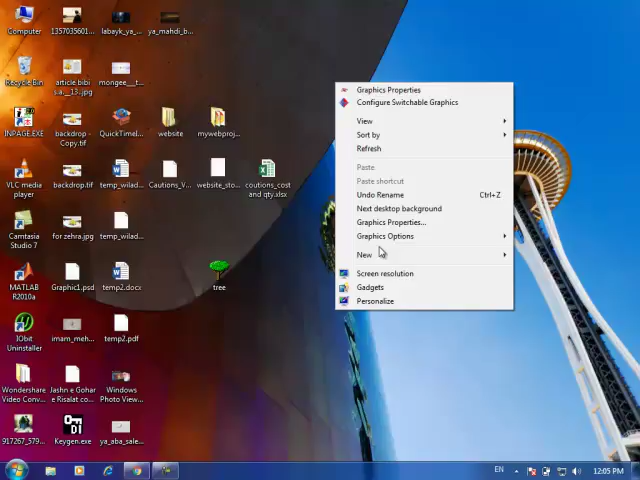 Computer
1357035601...
labayk_ya_...
ya_mahdi_b...
Recycle Bin
article bibi
s.a._13..jpg
mongee___t...
INPAGE.EXE
backdrop -
Copy.tif
QuickTimeI...
website
mywebproj...
VLC media
player
backdrop.tif
temp_wilad...
Cautions_V...
website_sto...
coutions_cost
and qty.xlsx
Camtasia
Studio 7
for zehra.jpg
temp_wilad...
MATLAB
R2010a
Graphic1.psd
temp2.docx
tree
IObit
Uninstaller
imam_meh...
temp2.pdf
Wondershare
Video Conv...
Jashn e Gohar
e Risalat co...
Windows
Photo View...
917267_579...
Keygen.exe
ya_aba_sale...
Graphics Properties
Configure Switchable Graphics
View
Sort by
Refresh
Paste
Paste shortcut
Undo Rename Ctrl+Z
Next desktop background
Graphics Properties...
Graphics Options
New
Screen resolution
Gadgets
Personalize
EN
12:05 PM